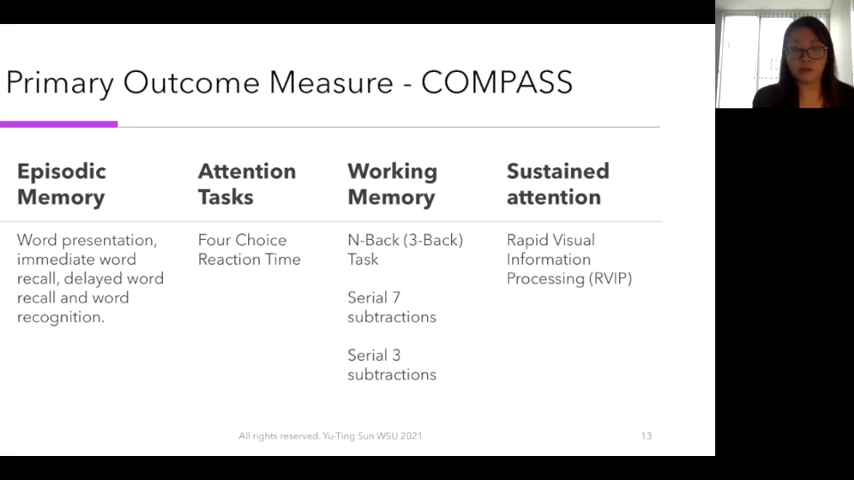 Primary Outcome Measure - COMPASS
Episodic
Memory
Word presentation,
immediate word
recall, delayed word
recall and word
recognition.
Attention
Tasks
Four Choice
Reaction Time
Working
Memory
N-Back (3-Back)
Task
Serial 7
subtractions
Serial 3
subtractions
Sustained
attention
Rapid Visual
Information
Processing (RVIP)
All rights reserved. Yu-Ting Sun WSU 2021
13